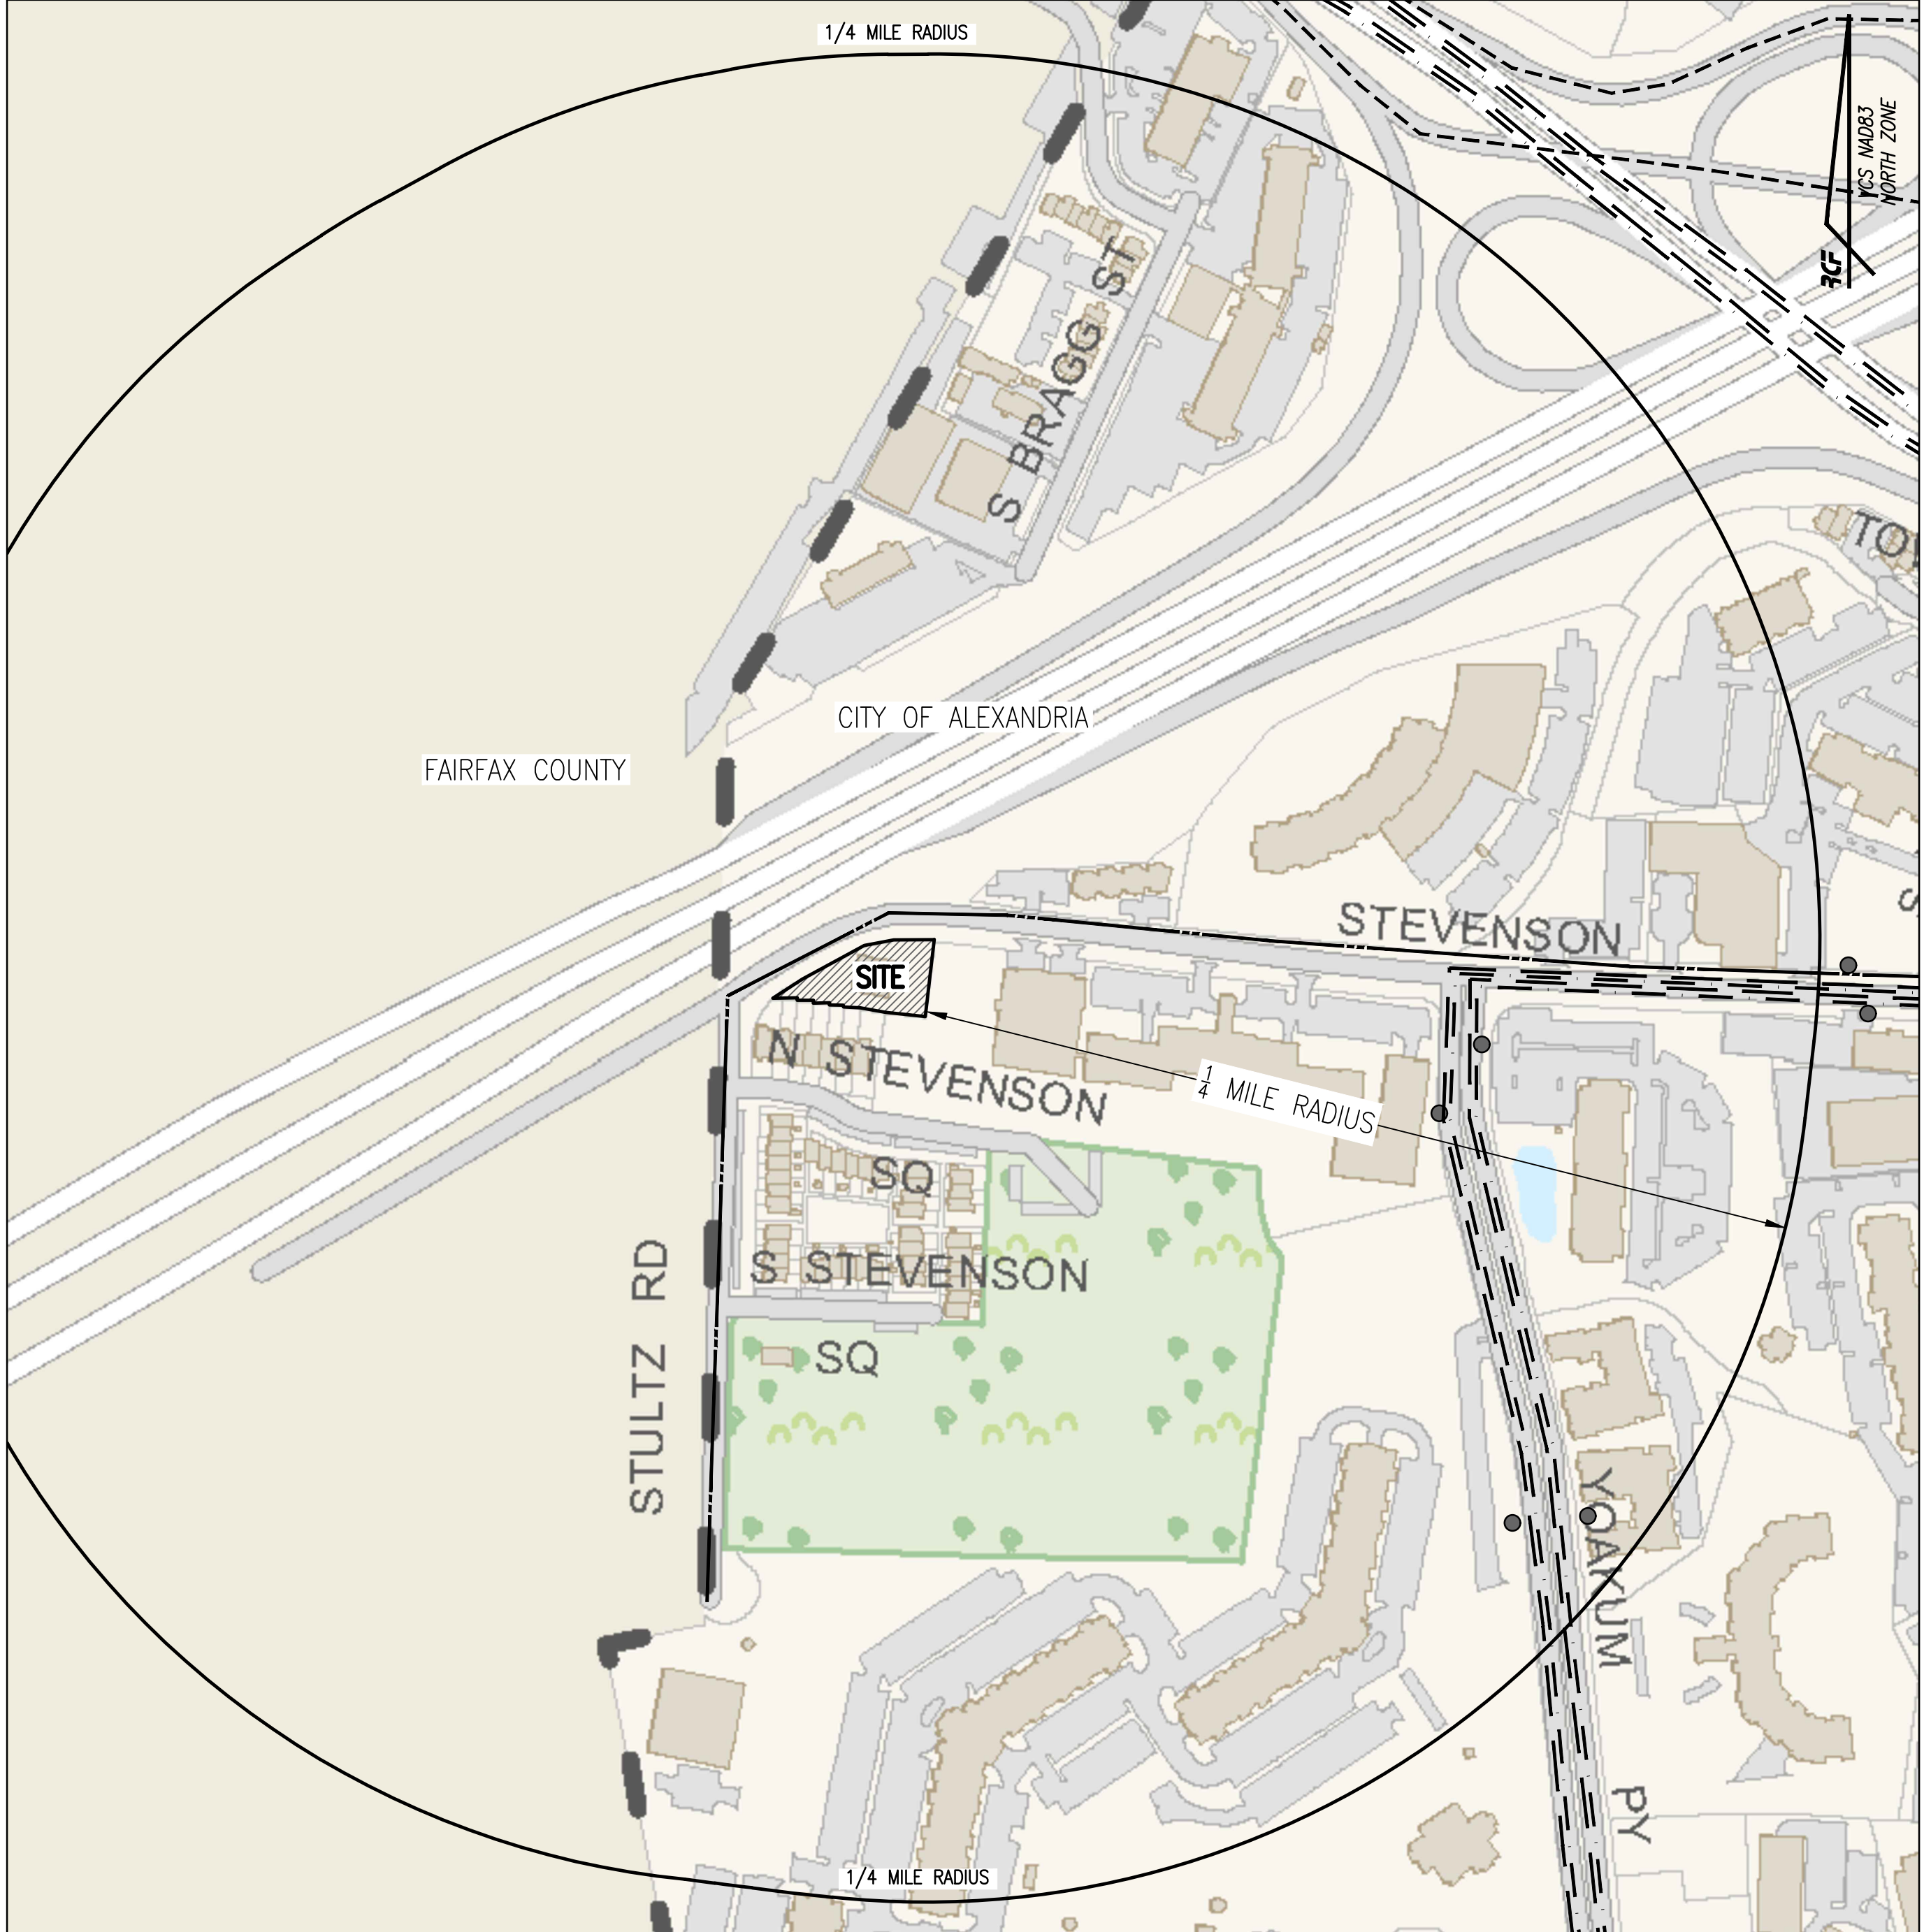 1/4 MILE RADIUS
VCS NAD83
NORTH ZONE
S BRAGG ST
CITY OF ALEXANDRIA
FAIRFAX COUNTY
STEVENSON
SITE
N STEVENSON
SQ
1/4 MILE RADIUS
S STEVENSON
SQ
STULTZ RD
YOAKUM PY
1/4 MILE RADIUS